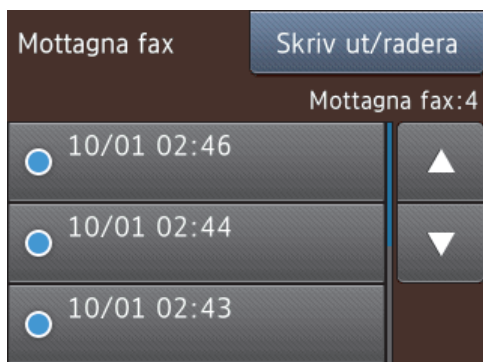 Mottagna fax
Skriv ut/radera
Mottagna fax:4
10/01 02:46
10/01 02:44
10/01 02:43